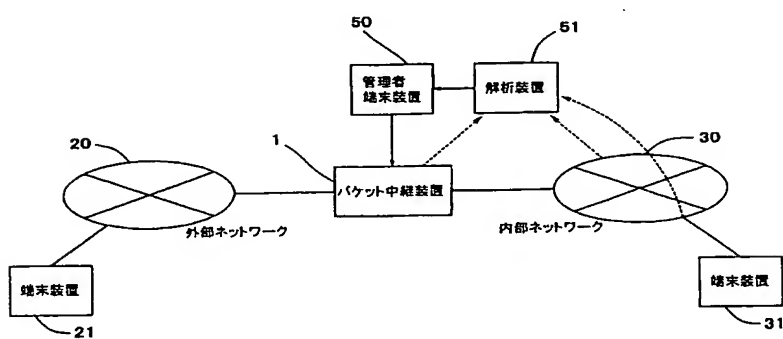 50
51
管理者
端末装置
解析装置
20
1
30
パケット中継装置
外部ネットワーク
内部ネットワーク
端末装置
21
端末装置
31